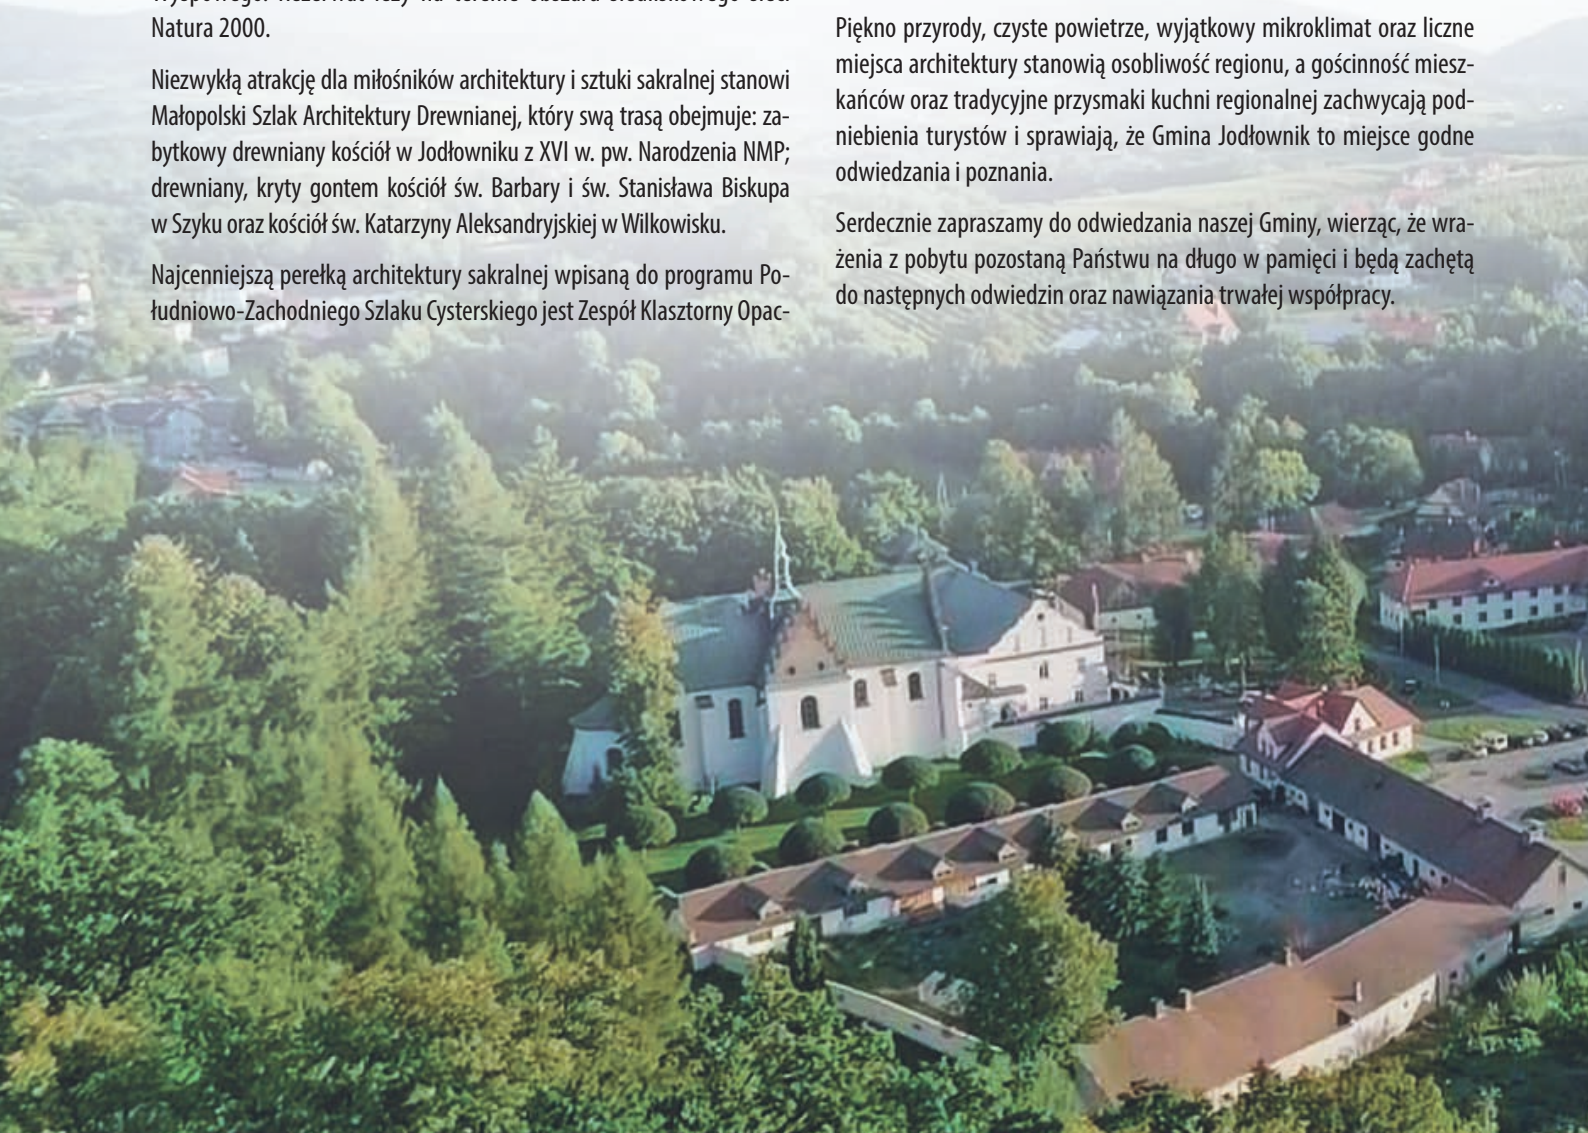 Natura 2000.
Niezwykłą atrakcję dla miłośników architektury i sztuki sakralnej stanowi
Małopolski Szlak Architektury Drewnianej, który swą trasą obejmuje: za-
bytkowy drewniany kościół w Jodłowniku z XVI w. pw. Narodzenia NMP;
drewniany, kryty gontem kościół św. Barbary i św. Stanisława Biskupa
w Szyku oraz kościół św. Katarzyny Aleksandryjskiej w Wilkowisku.
Najcenniejszą perełką architektury sakralnej wpisaną do programu Po-
łudniowo-Zachodniego Szlaku Cysterskiego jest Zespół Klasztorny Opac-
Piękno przyrody, czyste powietrze, wyjątkowy mikroklimat oraz liczne
miejsca architektury stanowią osobliwość regionu, a gościnność miesz-
kańców oraz tradycyjne przysmaki kuchni regionalnej zachwycają pod-
niebienia turystów i sprawiają, że Gmina Jodłownik to miejsce godne
odwiedzania i poznania.
Serdecznie zapraszamy do odwiedzania naszej Gminy, wierząc, że wra-
żenia z pobytu pozostaną Państwu na długo w pamięci i będą zachętą
do następnych odwiedzin oraz nawiązania trwałej współpracy.